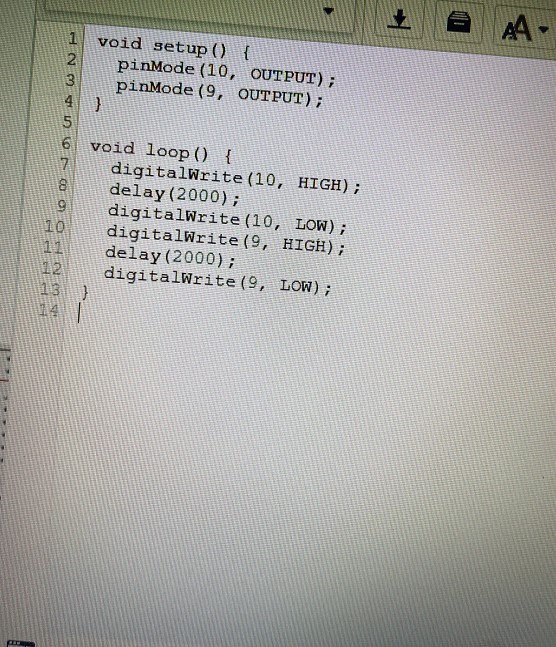 1 void setup() {
2   pinMode(10, OUTPUT);
3   pinMode(9, OUTPUT);
4 }
5
6 void loop() {
7   digitalWrite(10, HIGH);
8   delay(2000);
9   digitalWrite(10, LOW);
10   digitalWrite(9, HIGH);
11   delay(2000);
12   digitalWrite(9, LOW);
13 }
14
AA